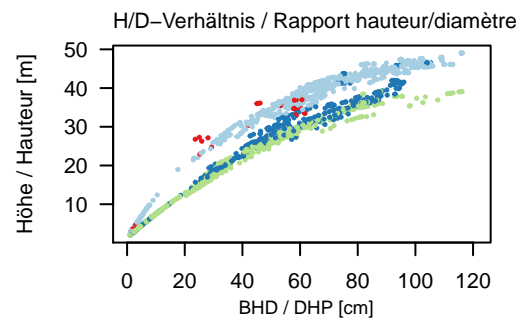 H/D−Verhältnis / Rapport hauteur/diamètre
Höhe / Hauteur [m]
50
40
30
20
10
0 20 40 60 80 100 120
BHD / DHP [cm]